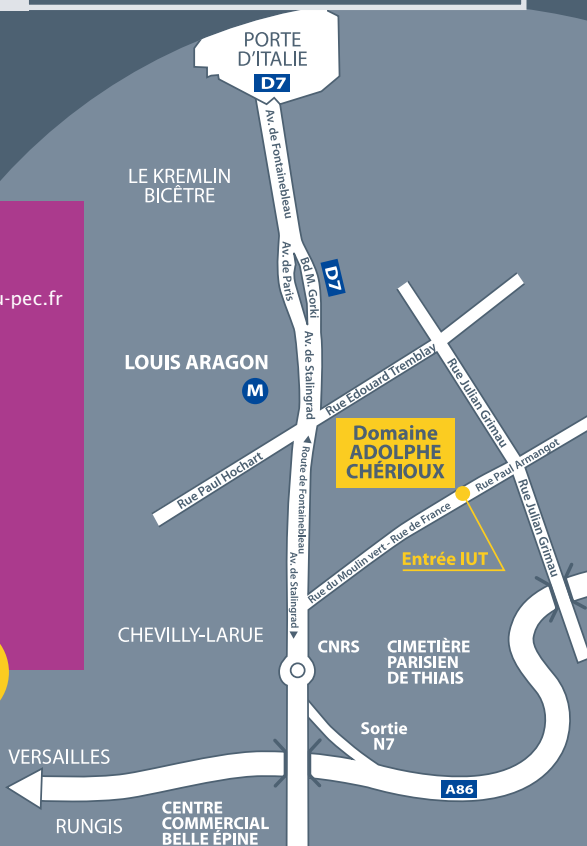 PORTE
D'ITALIE
D7
Av. de Fontainebleau
LE KREMLIN
BICÊTRE
Av. de Paris
Bd M. Gorki
D7
u-pec.fr
LOUIS ARAGON
M
Av. de Stalingrad
Rue Edouard Tremblay
Rue Julian Grimau
Rue Paul Hochart
Domaine
ADOLPHE
CHÉRIOUX
Route de Fontainebleau
Rue Paul Armangot
Rue du Moulin vert - Rue de France
Rue Julian Grimau
Entrée IUT
Av. de Stalingrad
CHEVILLY-LARUE
CNRS
CIMETIÈRE
PARISIEN
DE THIAIS
Sortie
N7
VERSAILLES
A86
RUNGIS
CENTRE
COMMERCIAL
BELLE ÉPINE